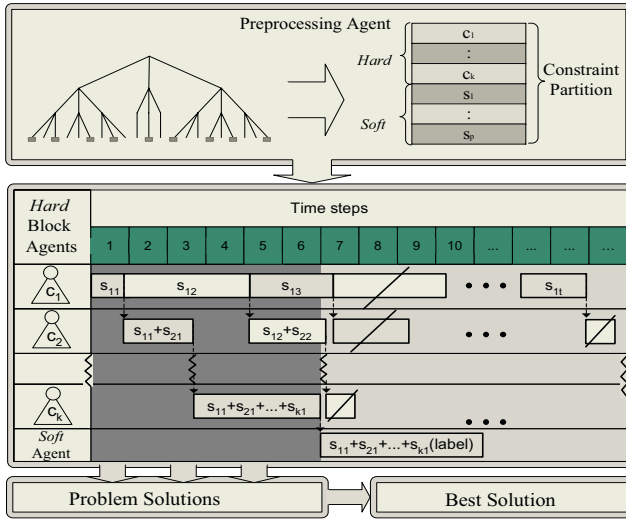 Preprocessing Agent
Hard
Soft
c1
:
ck
s1
:
sp
Constraint
Partition
Hard
Block
Agents
Time steps
1 2 3 4 5 6 7 8 9 10 ... ... ... ...
C1
s11
s12
s13
• • •
s1t
C2
s11+s21
s12+s22
• • •
Ck
s11+s21+...+sk1
• • •
Soft
Agent
s11+s21+...+sk1(label)
Problem Solutions
Best Solution